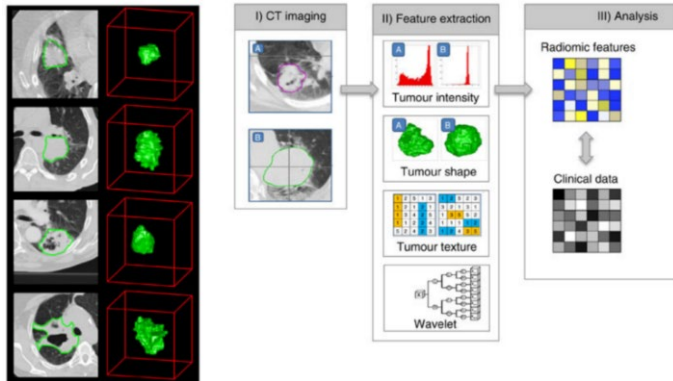 I) CT imaging
A
B
II) Feature extraction
A B
Tumour intensity
A B
Tumour shape
Tumour texture
Wavelet
III) Analysis
Radiomic features
Clinical data